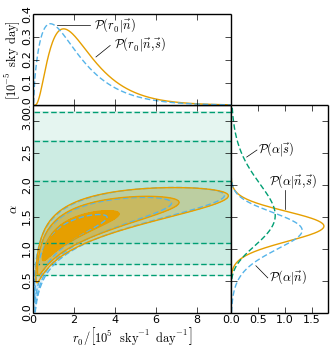 0.0 0.1 0.2 0.3 0.4
[10⁻⁵ sky day]
𝒫(r₀|n⃗)
𝒫(r₀|n⃗,s⃗)
0.0 0.5 1.0 1.5 2.0 2.5 3.00
α
𝒫(α|s⃗)
𝒫(α|n⃗,s⃗)
𝒫(α|n⃗)
0 2 4 6 8
0.0 0.5 1.0 1.5
r₀/[10⁵ sky⁻¹ day⁻¹]